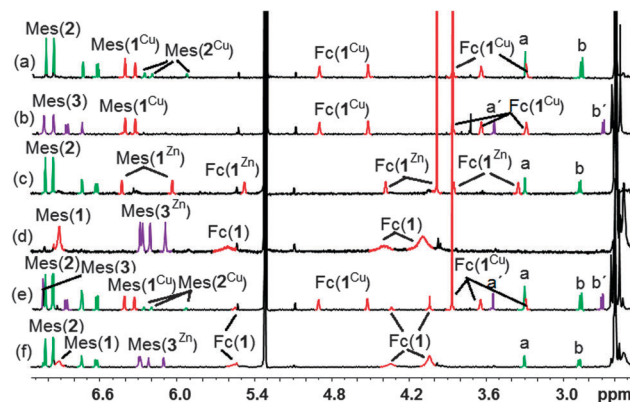 Mes(2) Mes(1^Cu) Mes(2^Cu) Fc(1^Cu) a b
(a)
Mes(3) Mes(1^Cu) a´ Fc(1^Cu) b´
(b)
Mes(2) Mes(1^Zn) Fc(1^Zn) Fc(1^Zn) Fc(1^Zn) a b
(c)
Mes(1) Mes(3^Zn) Fc(1) Fc(1)
(d)
Mes(2) Mes(3) Mes(1^Cu) Mes(2^Cu) Fc(1^Cu) Fc(1^Cu) a´ a b b´
(e)
Mes(2) Mes(1) Mes(3^Zn) Fc(1) Fc(1) a b
(f)
6.6 6.0 5.4 4.8 4.2 3.6 3.0 ppm